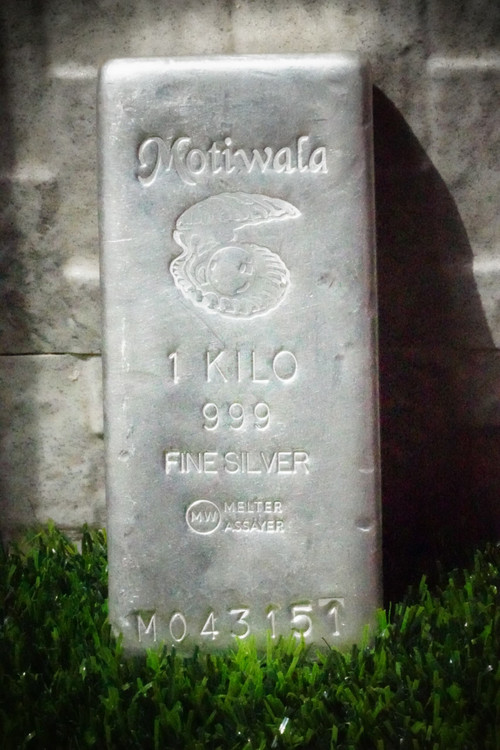 Motiwala
1 KILO
999
FINE SILVER
MW MELTER
ASSAYER
M043151